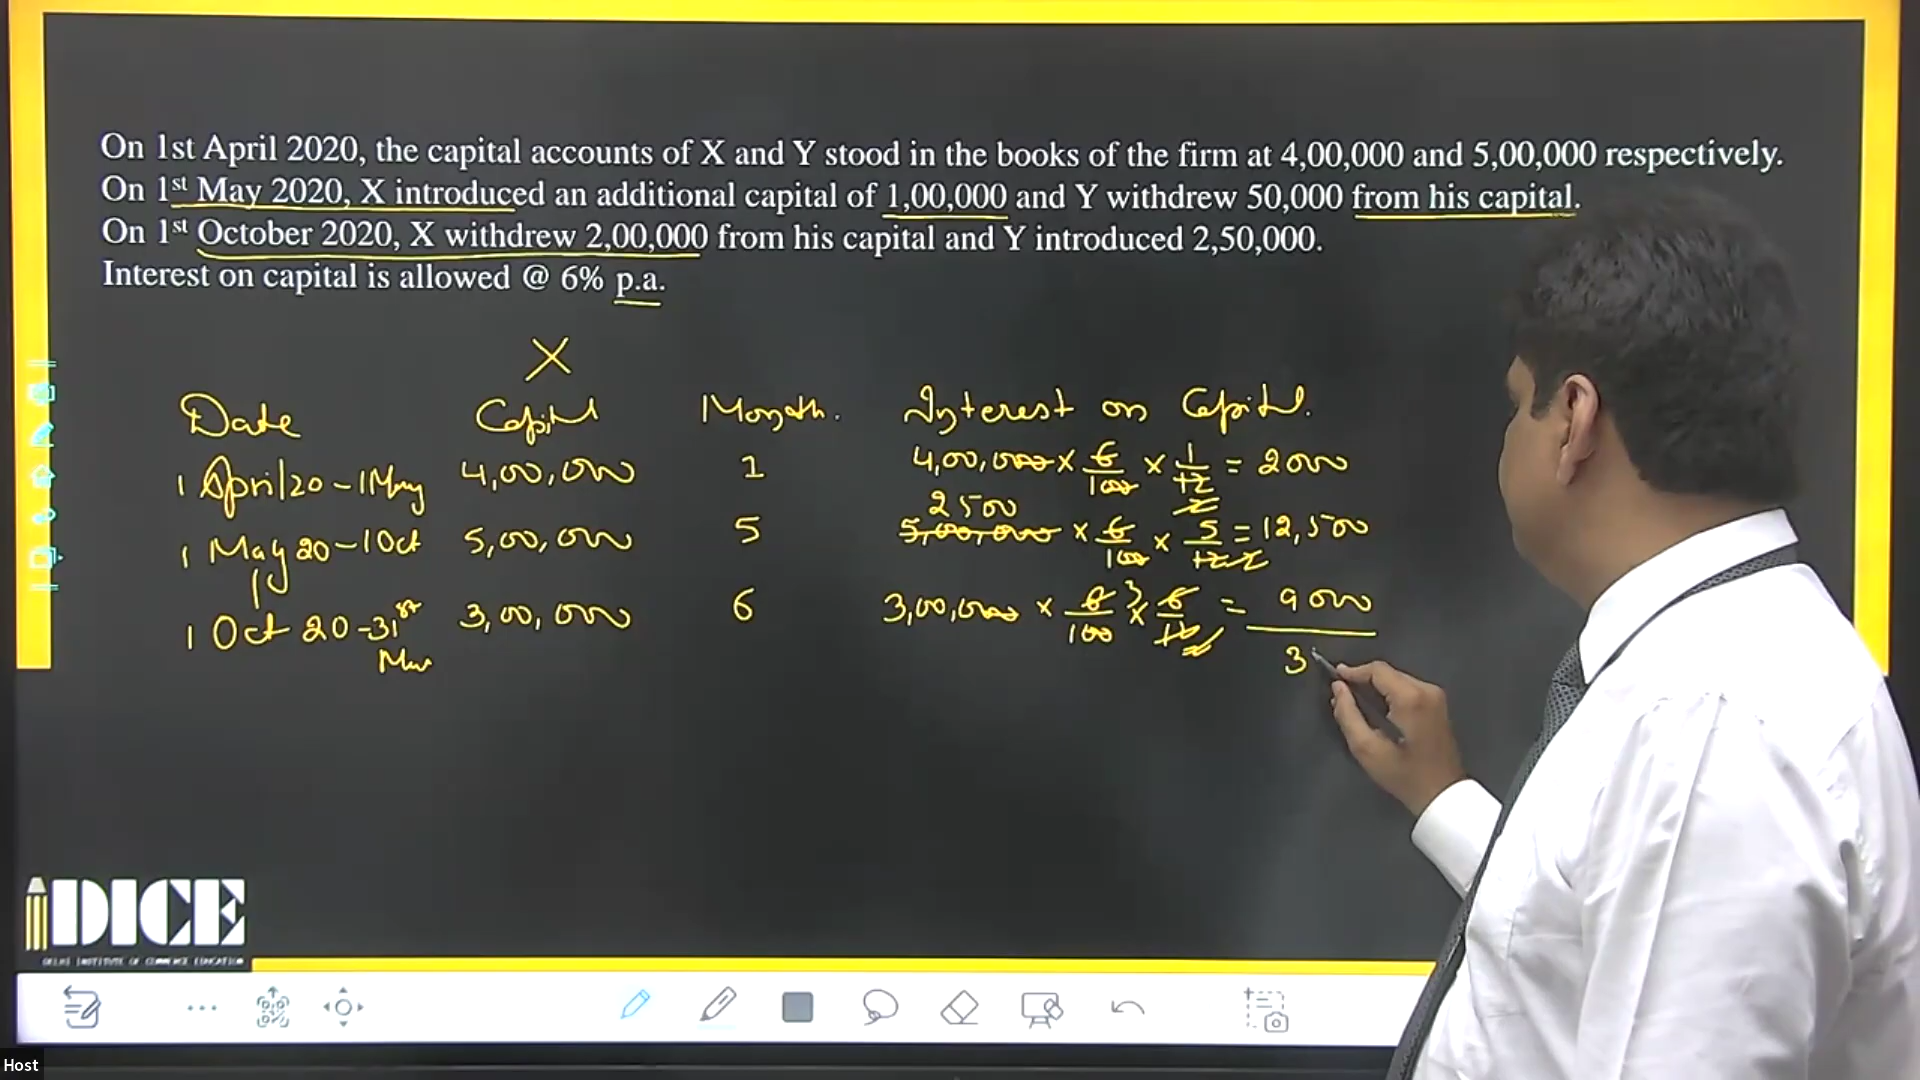 On 1st April 2020, the capital accounts of X and Y stood in the books of the firm at 4,00,000 and 5,00,000 respectively.
On 1st May 2020, X introduced an additional capital of 1,00,000 and Y withdrew 50,000 from his capital.
On 1st October 2020, X withdrew 2,00,000 from his capital and Y introduced 2,50,000.
Interest on capital is allowed @ 6% p.a.
X
Date Capital Month. Interest on Capital.
1 April 20 - 1 May 4,00,000 1 4,00,000 × 6/100 × 1/12 = 2000
2500
1 May 20 - 1 Oct 5,00,000 5 5,00,000 × 6/100 × 5/12 = 12,500
1 Oct 20 - 31st Mar 3,00,000 6 3,00,000 × 6/100 × 6/12 = 9000
3
DICE
DELHI INSTITUTE OF COMMERCE EDUCATION
Host